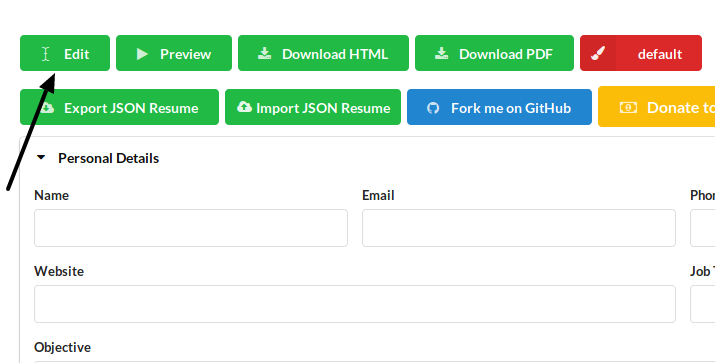 Edit Preview Download HTML Download PDF default
Export JSON Resume Import JSON Resume Fork me on GitHub Donate to
Personal Details
Name Email
Website Job
Objective